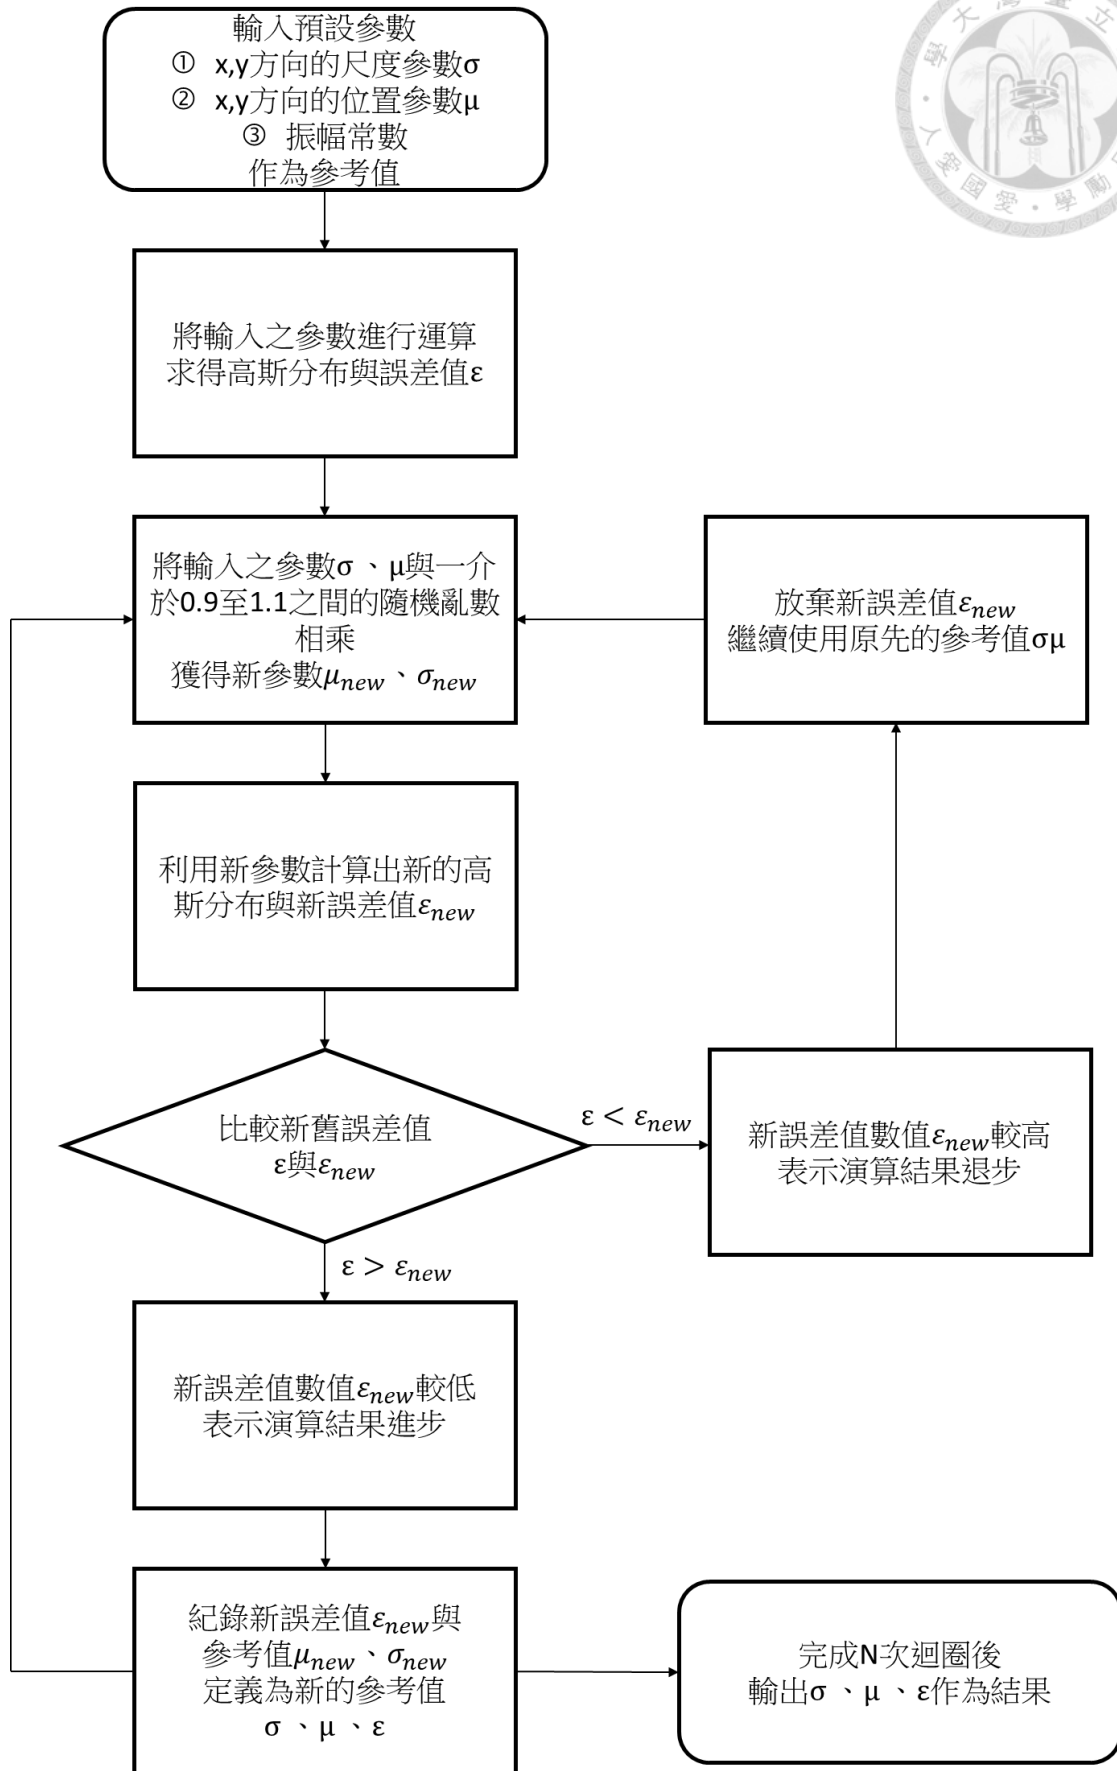 輸入預設參數
① x,y方向的尺度參數σ
② x,y方向的位置參數μ
③ 振幅常數
作為參考值
將輸入之參數進行運算
求得高斯分布與誤差值ε
將輸入之參數σ 、μ與一介
於0.9至1.1之間的隨機亂數
相乘
獲得新參數μnew、σnew
放棄新誤差值εnew
繼續使用原先的參考值σμ
利用新參數計算出新的高
斯分布與新誤差值εnew
比較新舊誤差值
ε與εnew
ε < εnew
新誤差值數值εnew較高
表示演算結果退步
ε > εnew
新誤差值數值εnew較低
表示演算結果進步
紀錄新誤差值εnew與
參考值μnew、σnew
定義為新的參考值
σ 、μ 、ε
完成N次迴圈後
輸出σ 、μ 、ε作為結果